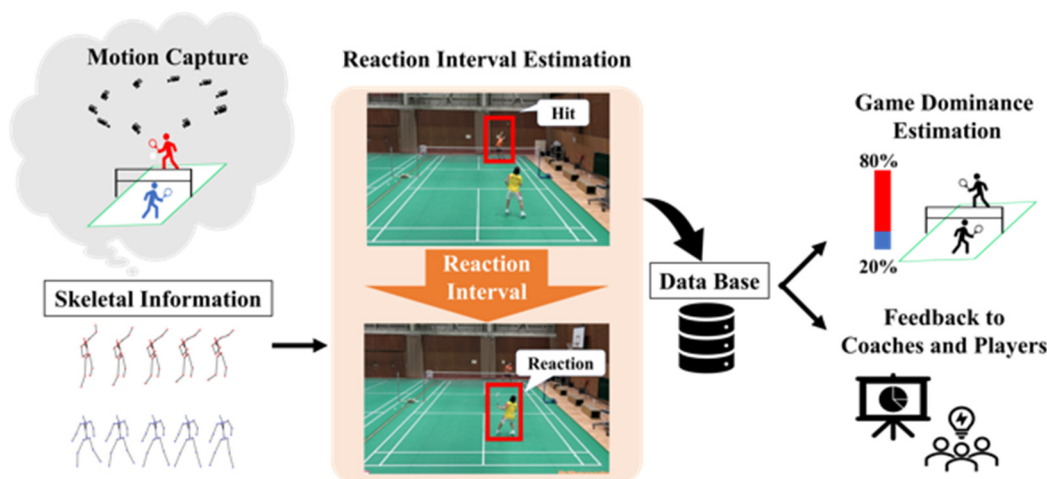 Motion Capture
Skeletal Information
Reaction Interval Estimation
Hit
Reaction
Interval
Reaction
Data Base
Game Dominance
Estimation
80%
20%
Feedback to
Coaches and Players